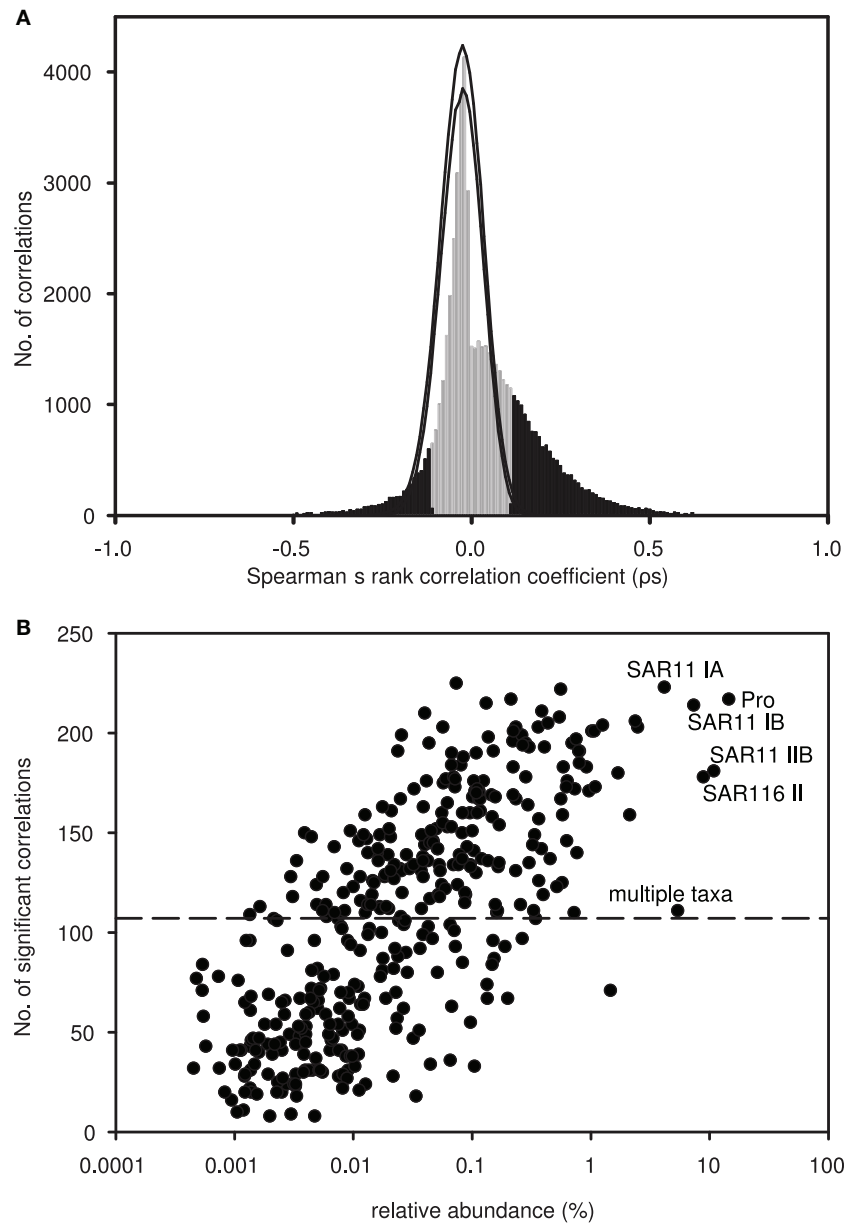 A
4000
3000
2000
1000
0
No. of correlations
-1.0 -0.5 0.0 0.5 1.0
Spearman s rank correlation coefficient (ρs)
B
250
200
150
100
50
0
No. of significant correlations
SAR11 IA
Pro
SAR11 IB
SAR11 IIB
SAR116 II
multiple taxa
0.0001 0.001 0.01 0.1 1 10 100
relative abundance (%)